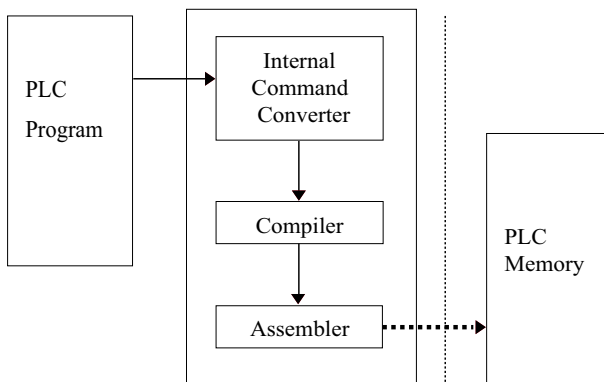 PLC
Program
Internal
Command
Converter
Compiler
Assembler
PLC
Memory